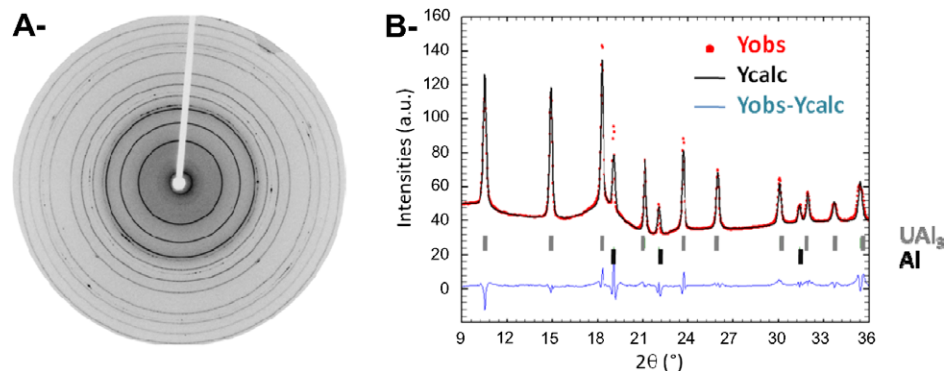 A-
B-
160
140
120
100
80
60
40
20
0
Intensities (a.u.)
Yobs
Ycalc
Yobs-Ycalc
UAl₃
Al
9 12 15 18 21 24 27 30 33 36
2θ (°)